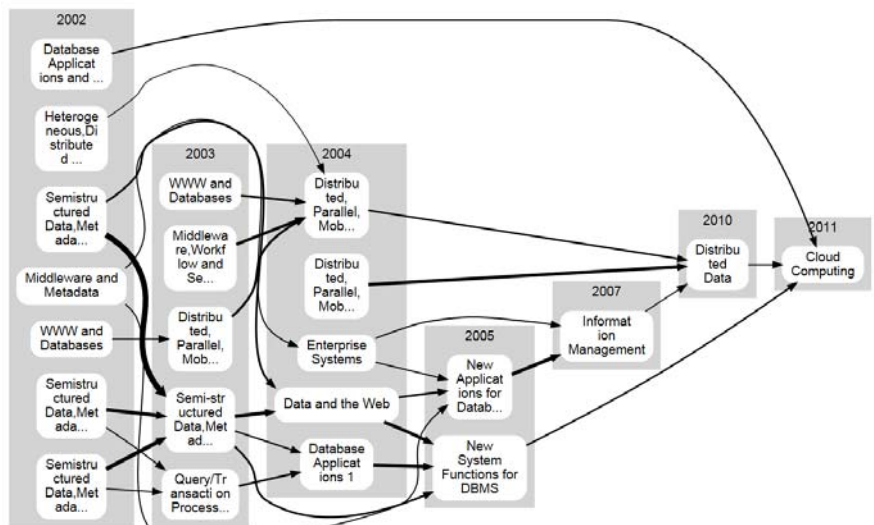 2002
Database
Applicat
ions and ...
Heteroge
neous,Di
stribute
d ...
Semistru
ctured
Data,Met
ada...
Middleware and
Metadata
WWW and
Databases
Semistru
ctured
Data,Met
ada...
Semistru
ctured
Data,Met
ada...
2003
WWW and
Databases
Middlewa
re,Workf
low and
Se...
Distribu
ted,
Parallel,
Mob...
Semi-str
uctured
Data,Met
ad...
Query/Tr
ansacti on
Process...
2004
Distribu
ted,
Parallel,
Mob...
Distribu
ted,
Parallel,
Mob...
Enterprise
Systems
Data and the Web
Database
Applicat
ions 1
2005
New
Applicat
ions for
Datab...
New
System
Functions for
DBMS
2007
Informat
ion
Management
2010
Distribu
ted
Data
2011
Cloud
Computing